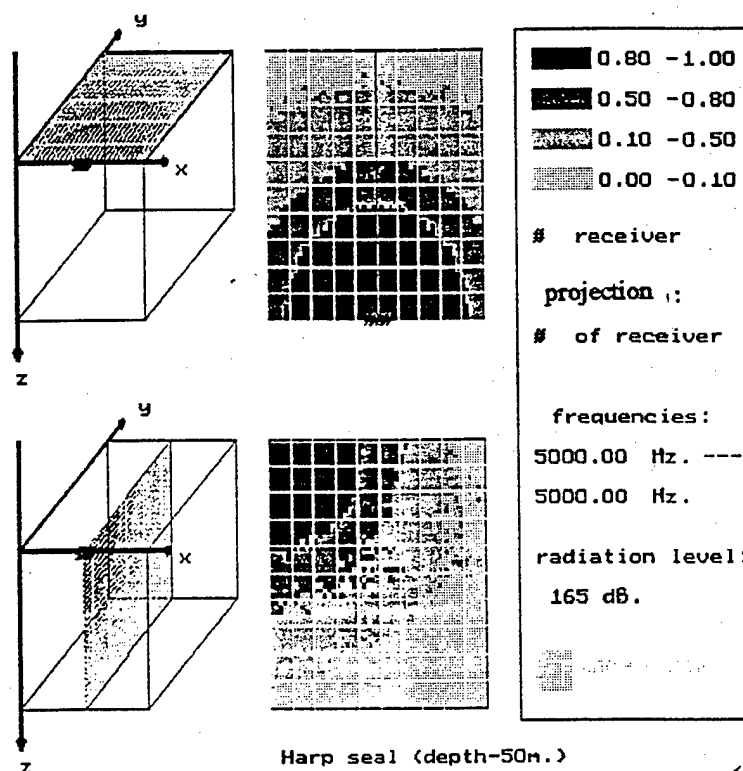 y
x
z
y
x
z
Harp seal (depth-50m.)
0.80 -1.00
0.50 -0.80
0.10 -0.50
0.00 -0.10
# receiver
projection :
# of receiver
frequencies:
5000.00 Hz. ---
5000.00 Hz.
radiation level:
165 dB.